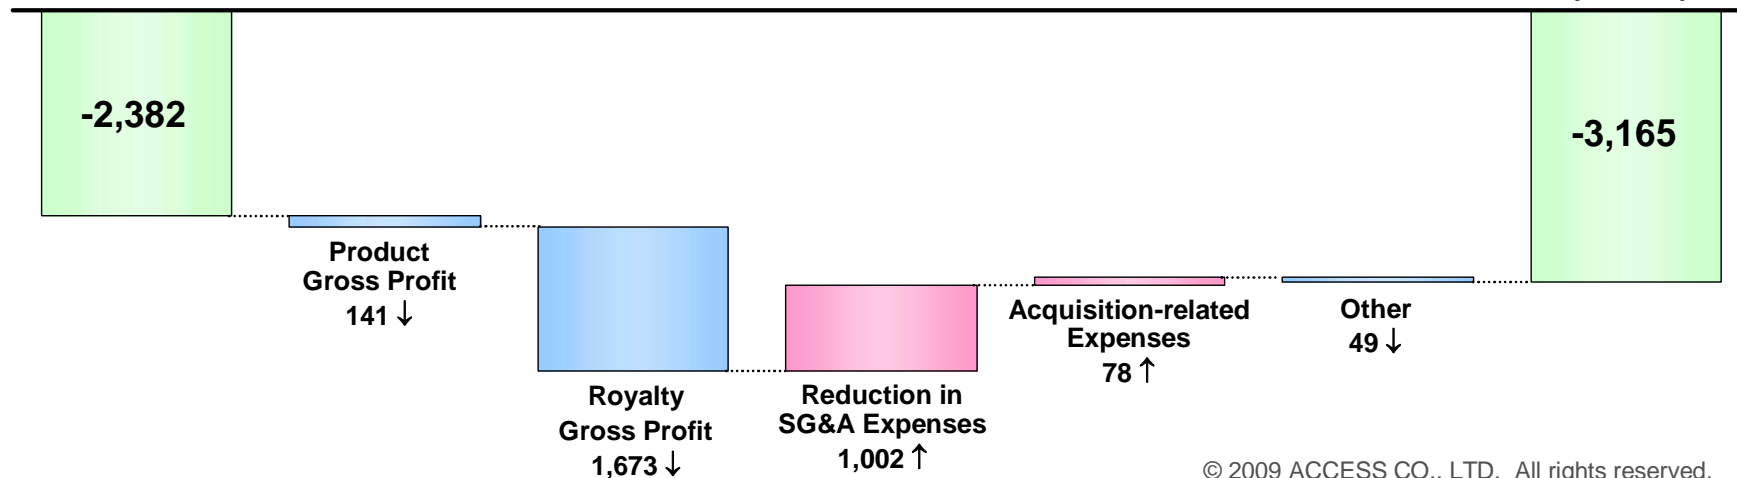 -2,382
-3,165
Product
Gross Profit
141 ↓
Royalty
Gross Profit
1,673 ↓
Reduction in
SG&A Expenses
1,002 ↑
Acquisition-related
Expenses
78 ↑
Other
49 ↓
© 2009 ACCESS CO., LTD. All rights reserved.